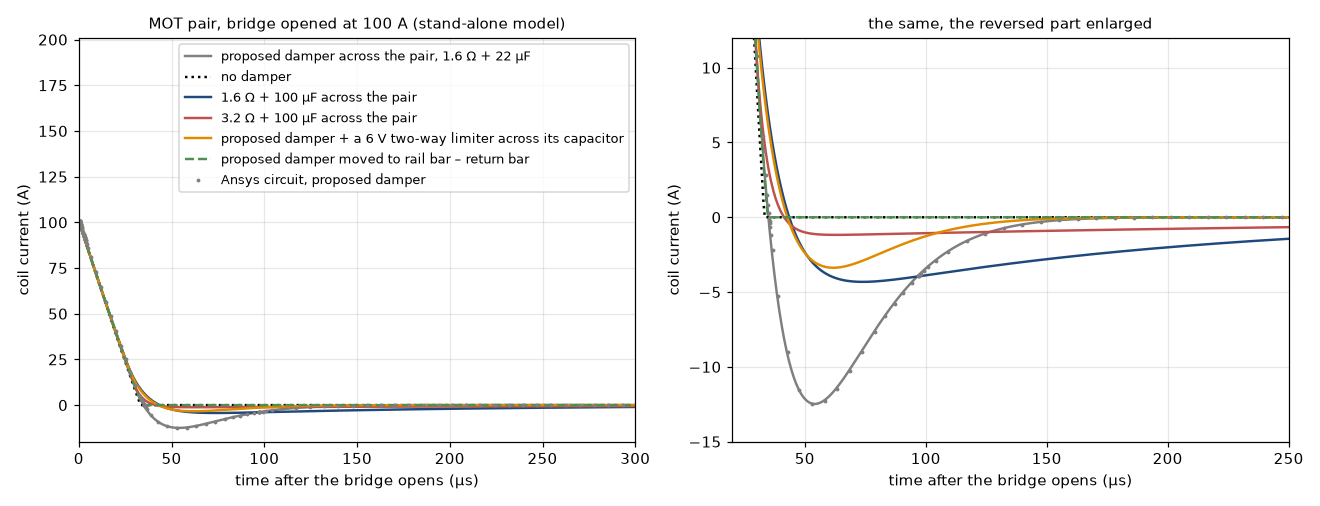 MOT pair, bridge opened at 100 A (stand-alone model)
200
175
150
125
100
75
50
25
0
coil current (A)
proposed damper across the pair, 1.6 Ω + 22 µF
no damper
1.6 Ω + 100 µF across the pair
3.2 Ω + 100 µF across the pair
proposed damper + a 6 V two-way limiter across its capacitor
proposed damper moved to rail bar – return bar
Ansys circuit, proposed damper
0 50 100 150 200 250 300
time after the bridge opens (µs)
the same, the reversed part enlarged
10
5
0
−5
−10
−15
coil current (A)
50 100 150 200 250
time after the bridge opens (µs)